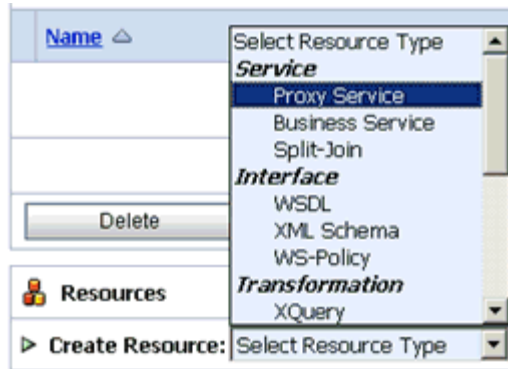 Name
Select Resource Type
Service
Proxy Service
Business Service
Split-Join
Interface
WSDL
XML Schema
WS-Policy
Transformation
XQuery
Delete
Resources
Create Resource: Select Resource Type